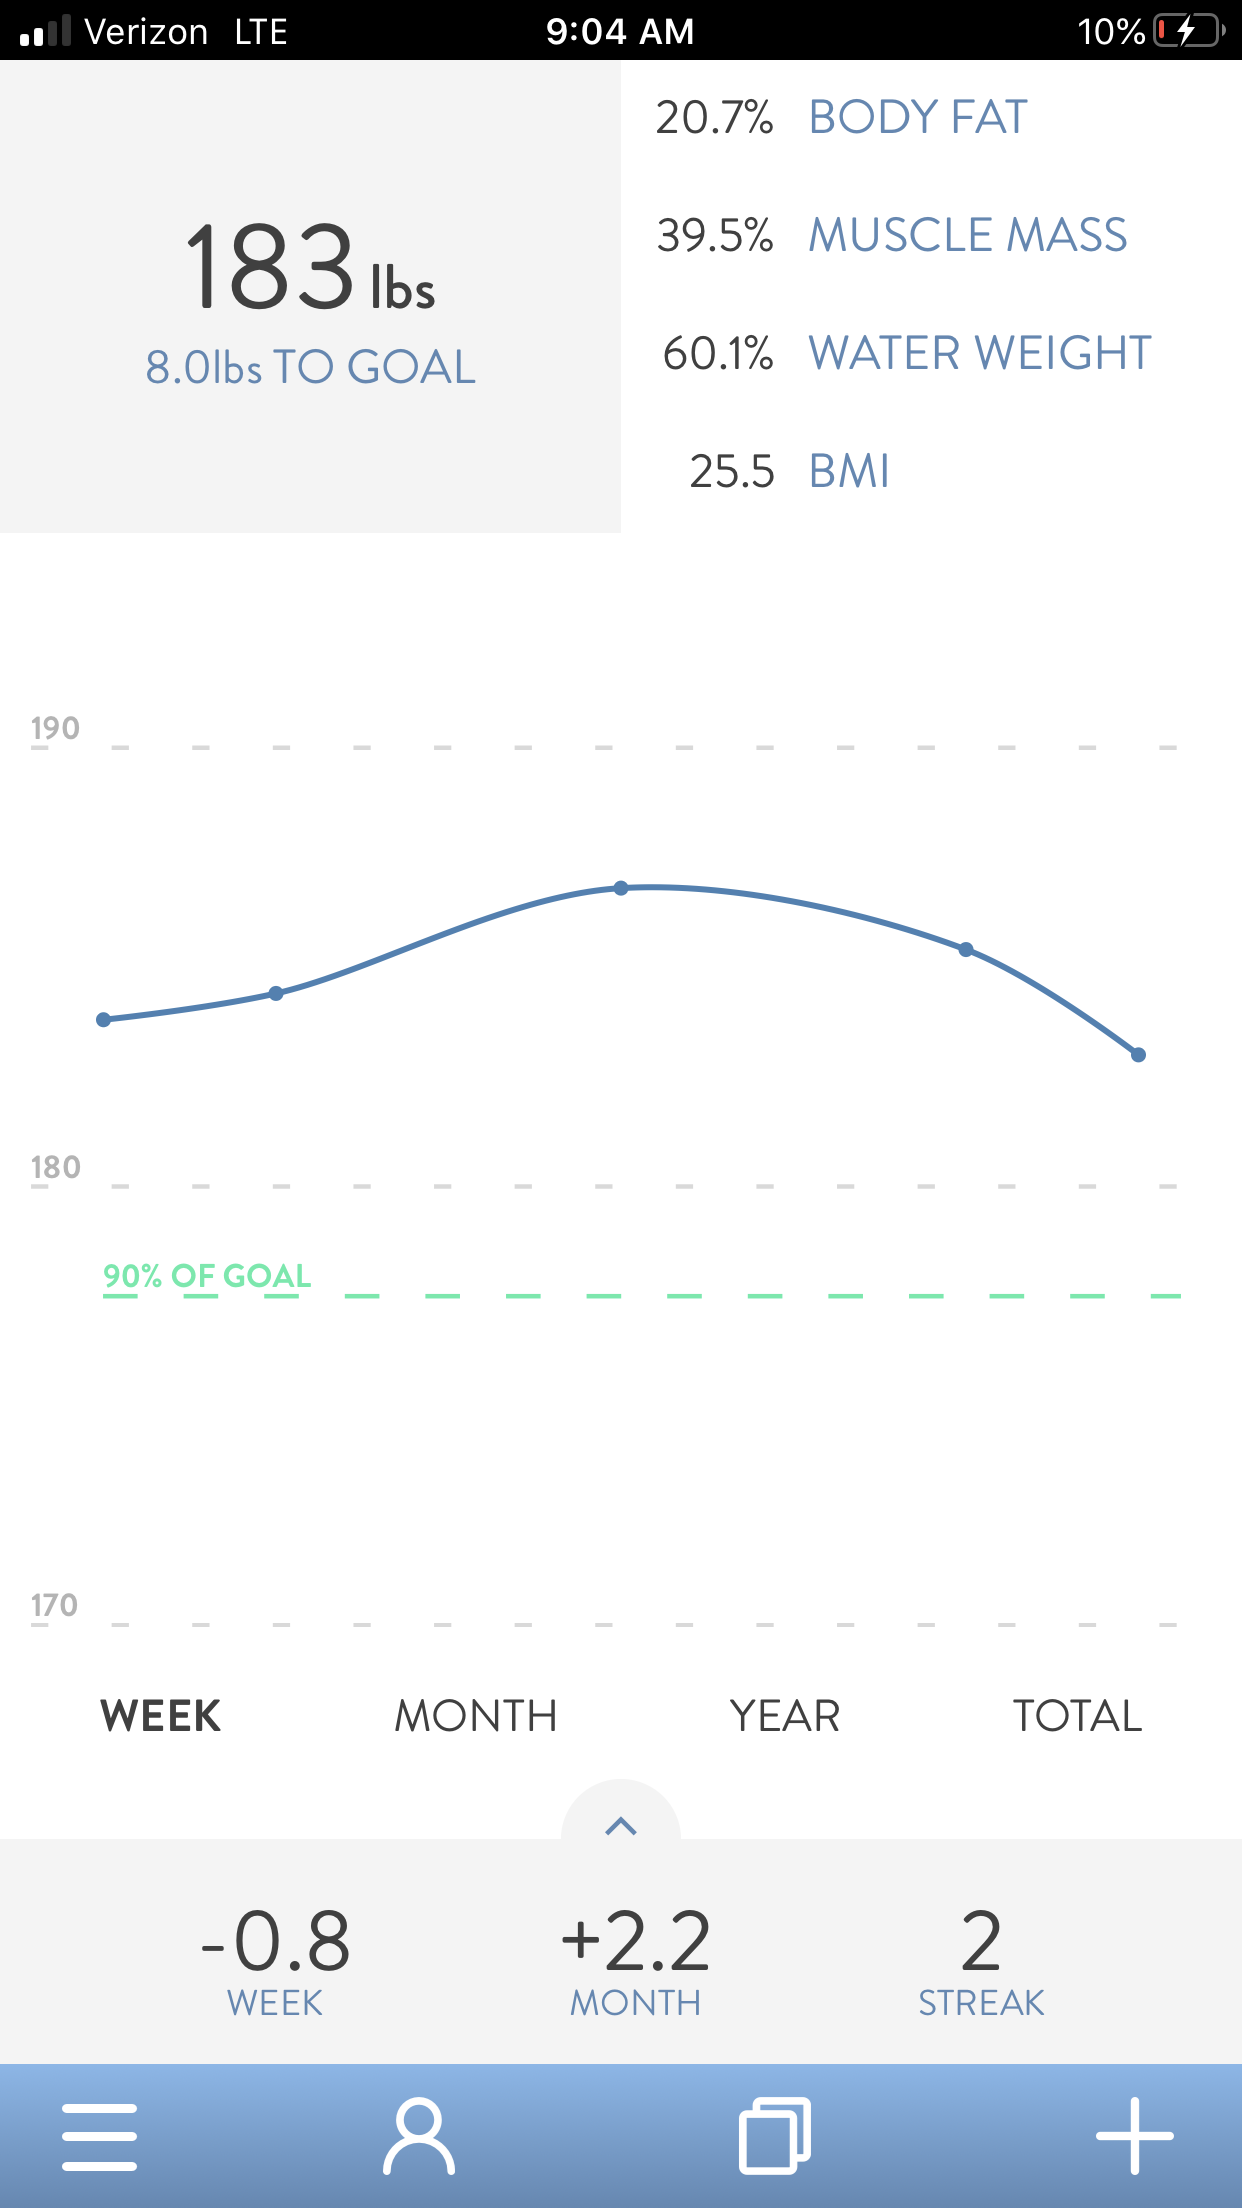 Verizon LTE 9:04 AM 10%
183 lbs
8.0lbs TO GOAL
20.7% BODY FAT
39.5% MUSCLE MASS
60.1% WATER WEIGHT
25.5 BMI
190
180
90% OF GOAL
170
WEEK MONTH YEAR TOTAL
-0.8 +2.2 2
WEEK MONTH STREAK